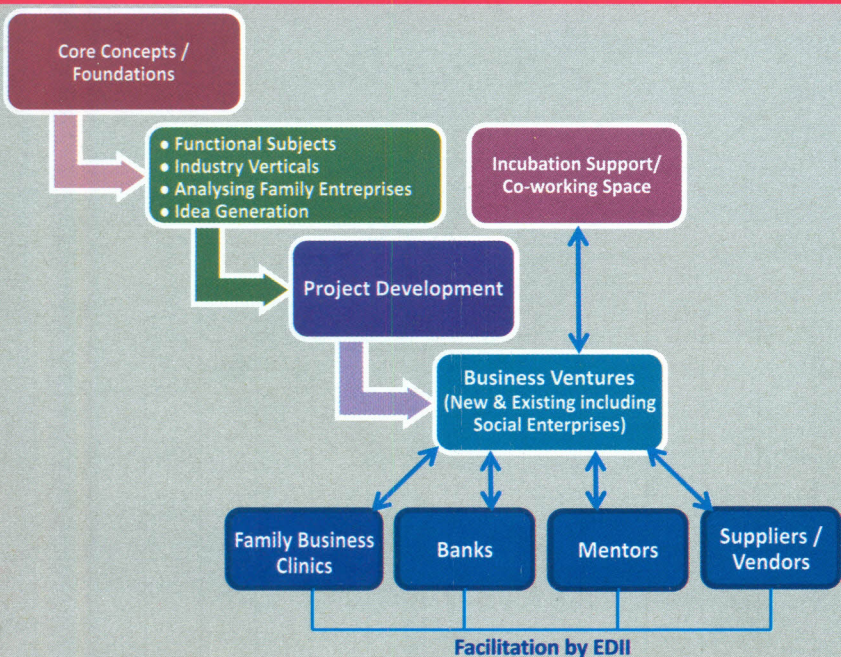 Core Concepts /
Foundations
● Functional Subjects
● Industry Verticals
● Analysing Family Entreprises
● Idea Generation
Incubation Support/
Co-working Space
Project Development
Business Ventures
(New & Existing including
Social Enterprises)
Family Business
Clinics
Banks
Mentors
Suppliers /
Vendors
Facilitation by EDII